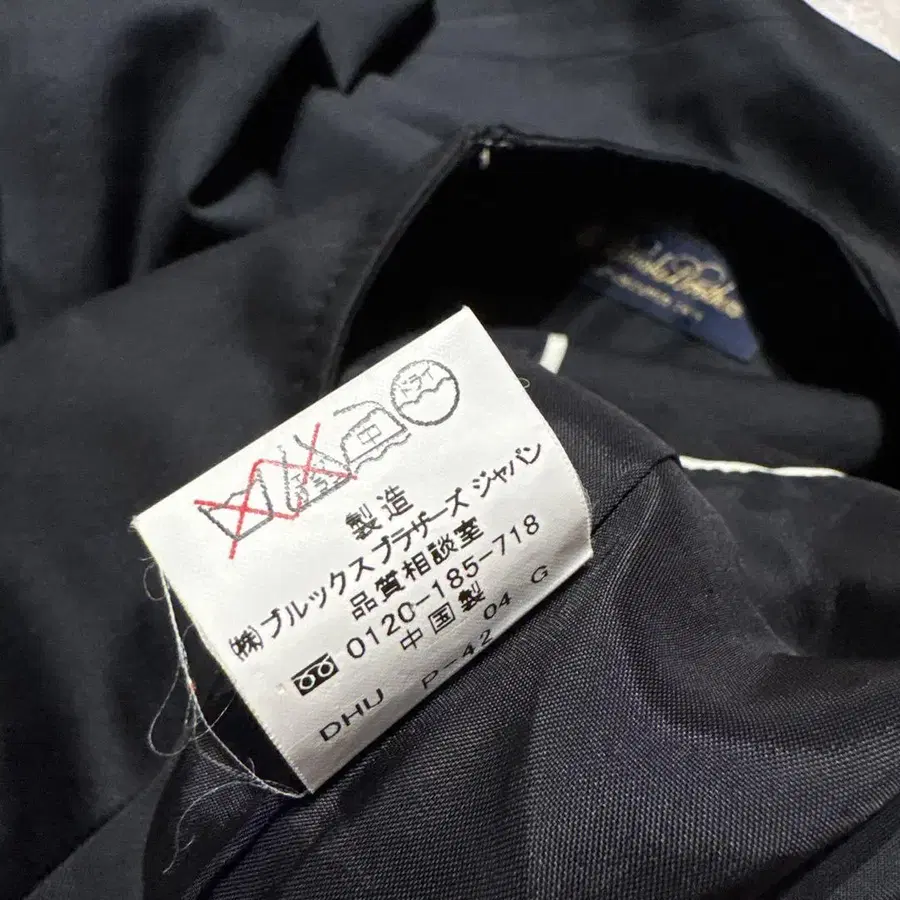 ドライ
中
製造
(株)ブルックスブラザーズ ジャパン
品質相談室
0120-185-718
中国製
DHU P-42 04 G